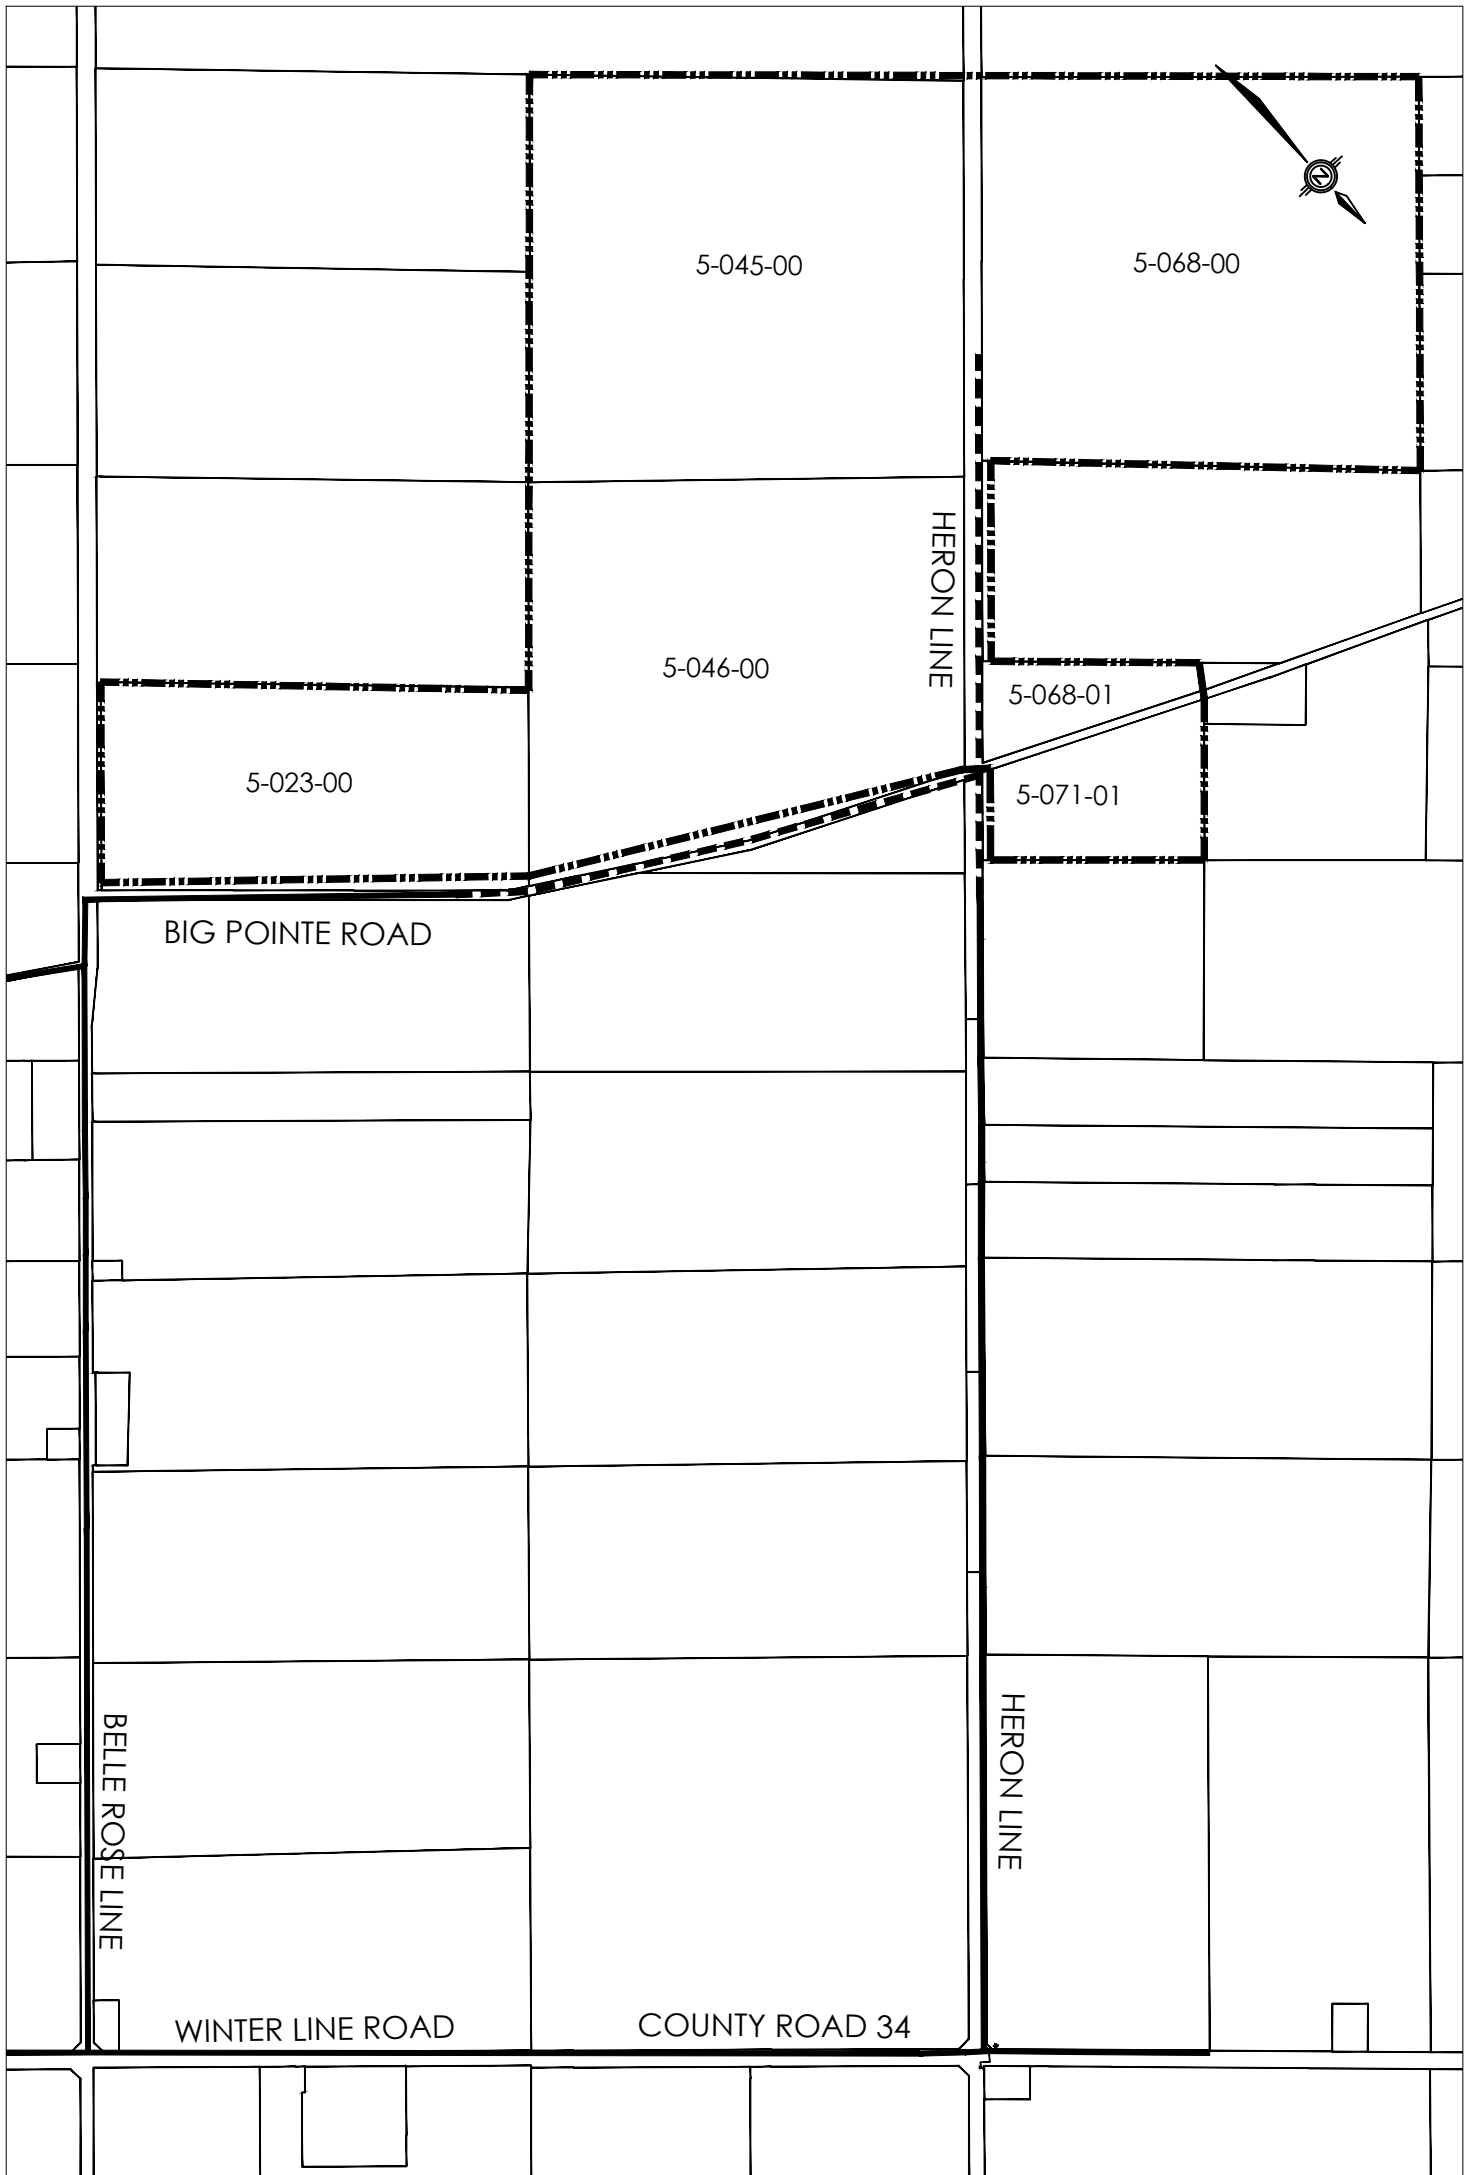 N
5-045-00
5-068-00
HERON LINE
5-046-00
5-068-01
5-023-00
5-071-01
BIG POINTE ROAD
BELLE ROSE LINE
HERON LINE
WINTER LINE ROAD
COUNTY ROAD 34